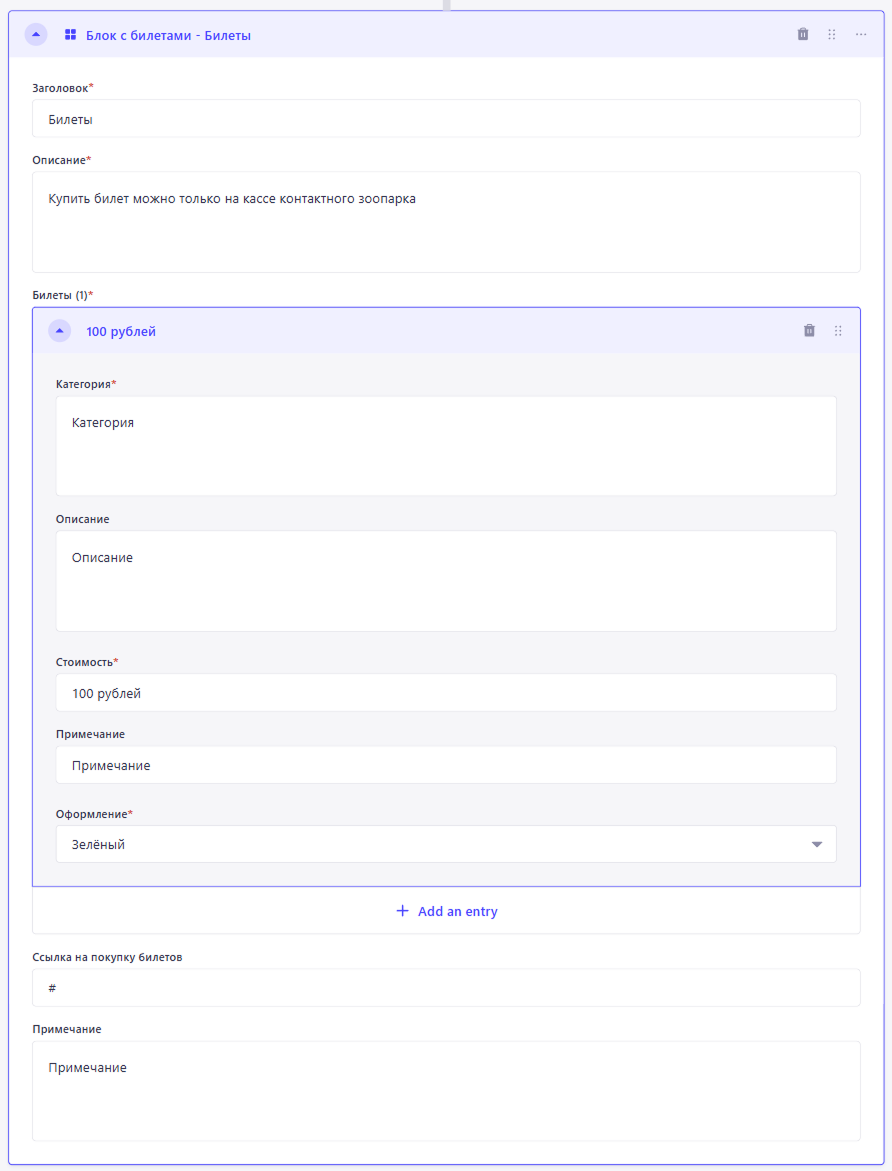 Блок с билетами - Билеты
Заголовок*
Билеты
Описание*
Купить билет можно только на кассе контактного зоопарка
Билеты (1)*
100 рублей
Категория*
Категория
Описание
Описание
Стоимость*
100 рублей
Примечание
Примечание
Оформление*
Зелёный
Add an entry
Ссылка на покупку билетов
#
Примечание
Примечание